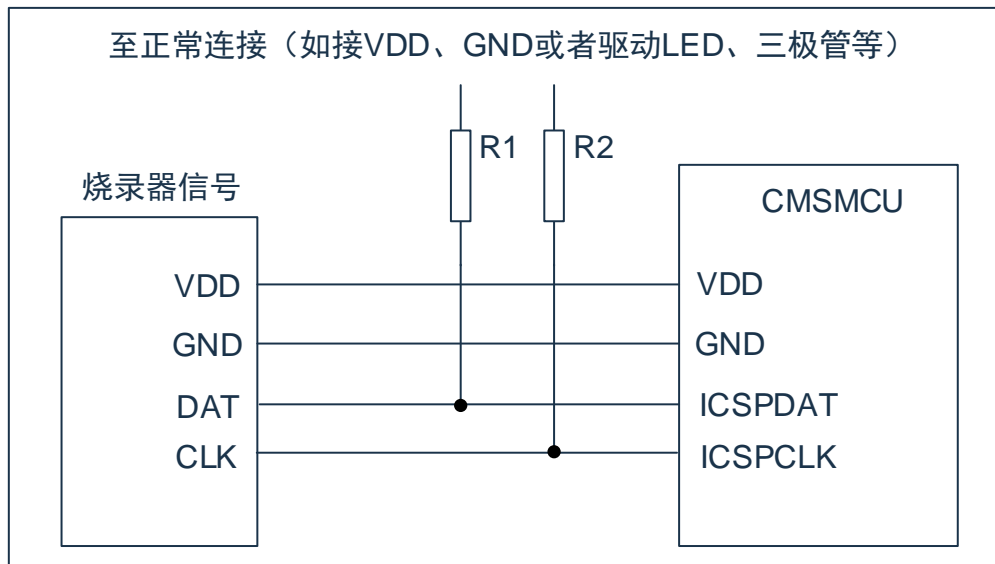 至正常连接（如接VDD、GND或者驱动LED、三极管等）
R1
R2
烧录器信号
CMSMCU
VDD
VDD
GND
GND
DAT
ICSPDAT
CLK
ICSPCLK